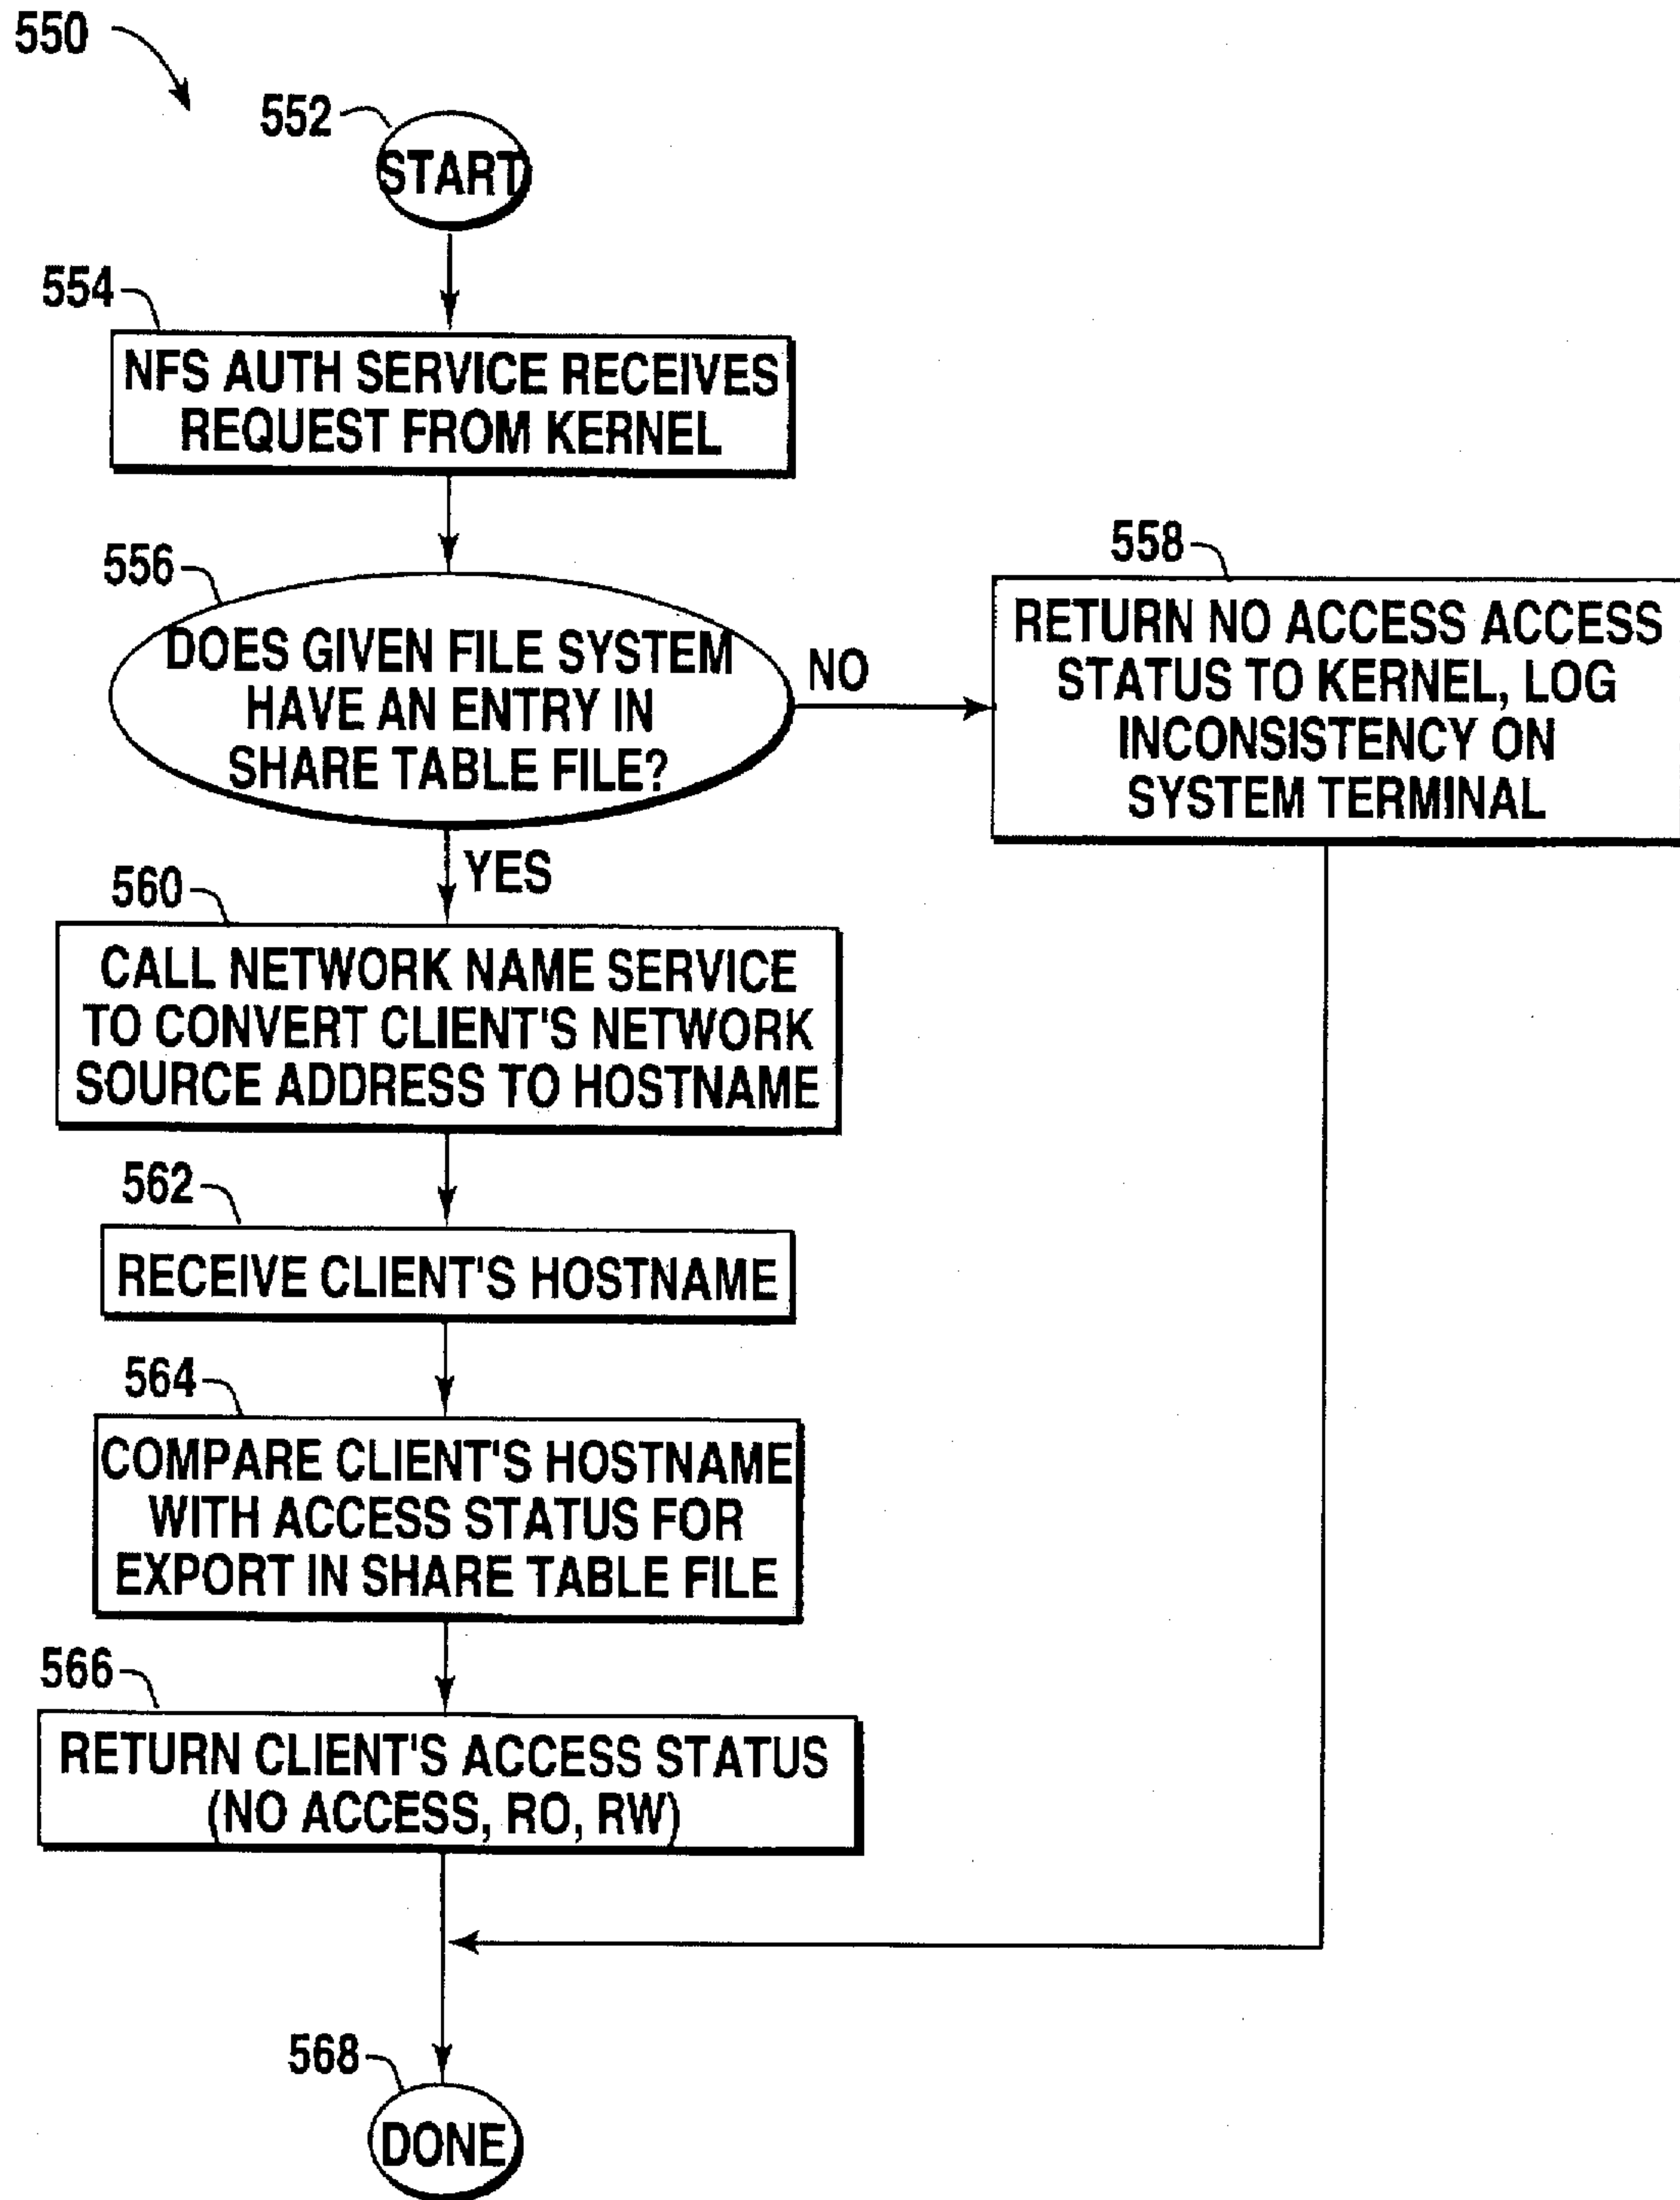 550
552
START
554
NFS AUTH SERVICE RECEIVES
REQUEST FROM KERNEL
556
DOES GIVEN FILE SYSTEM
HAVE AN ENTRY IN
SHARE TABLE FILE?
NO
558
RETURN NO ACCESS ACCESS
STATUS TO KERNEL, LOG
INCONSISTENCY ON
SYSTEM TERMINAL
YES
560
CALL NETWORK NAME SERVICE
TO CONVERT CLIENT'S NETWORK
SOURCE ADDRESS TO HOSTNAME
562
RECEIVE CLIENT'S HOSTNAME
564
COMPARE CLIENT'S HOSTNAME
WITH ACCESS STATUS FOR
EXPORT IN SHARE TABLE FILE
566
RETURN CLIENT'S ACCESS STATUS
(NO ACCESS, RO, RW)
568
DONE